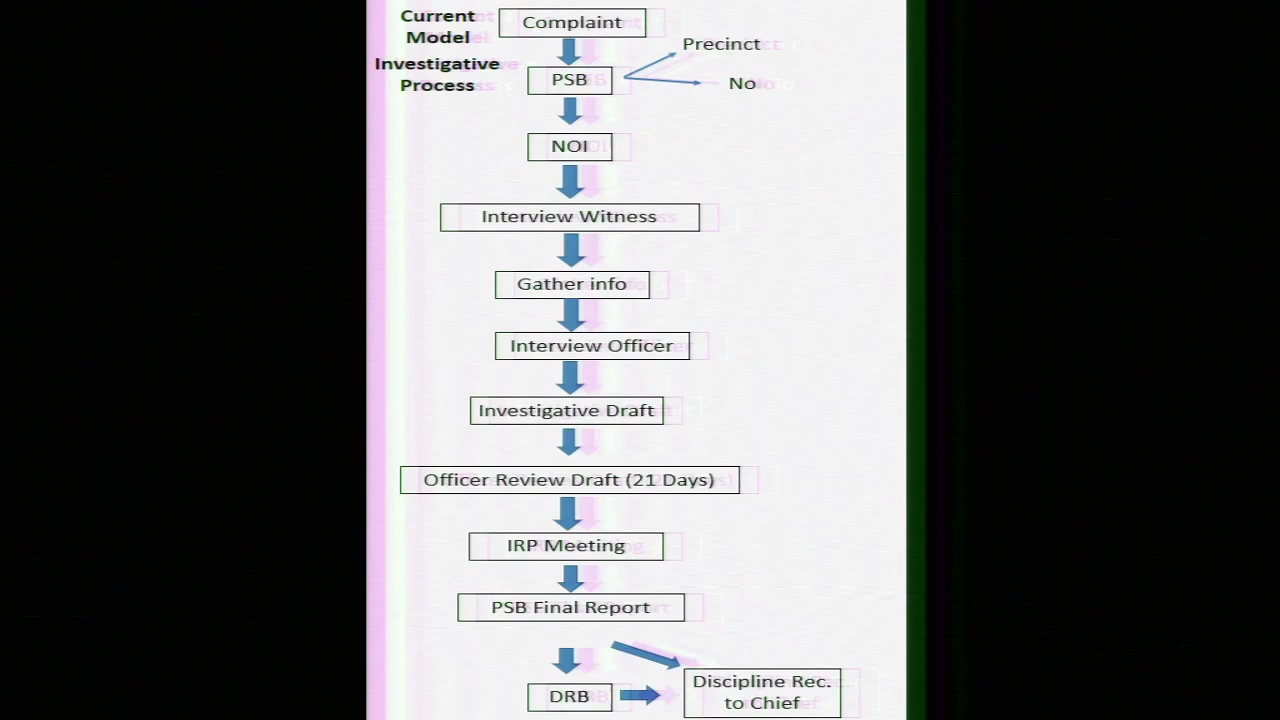 Current
Model
Investigative
Process
Complaint
PSB
Precinct
No
NOI
Interview Witness
Gather info
Interview Officer
Investigative Draft
Officer Review Draft (21 Days)
IRP Meeting
PSB Final Report
DRB
Discipline Rec.
to Chief